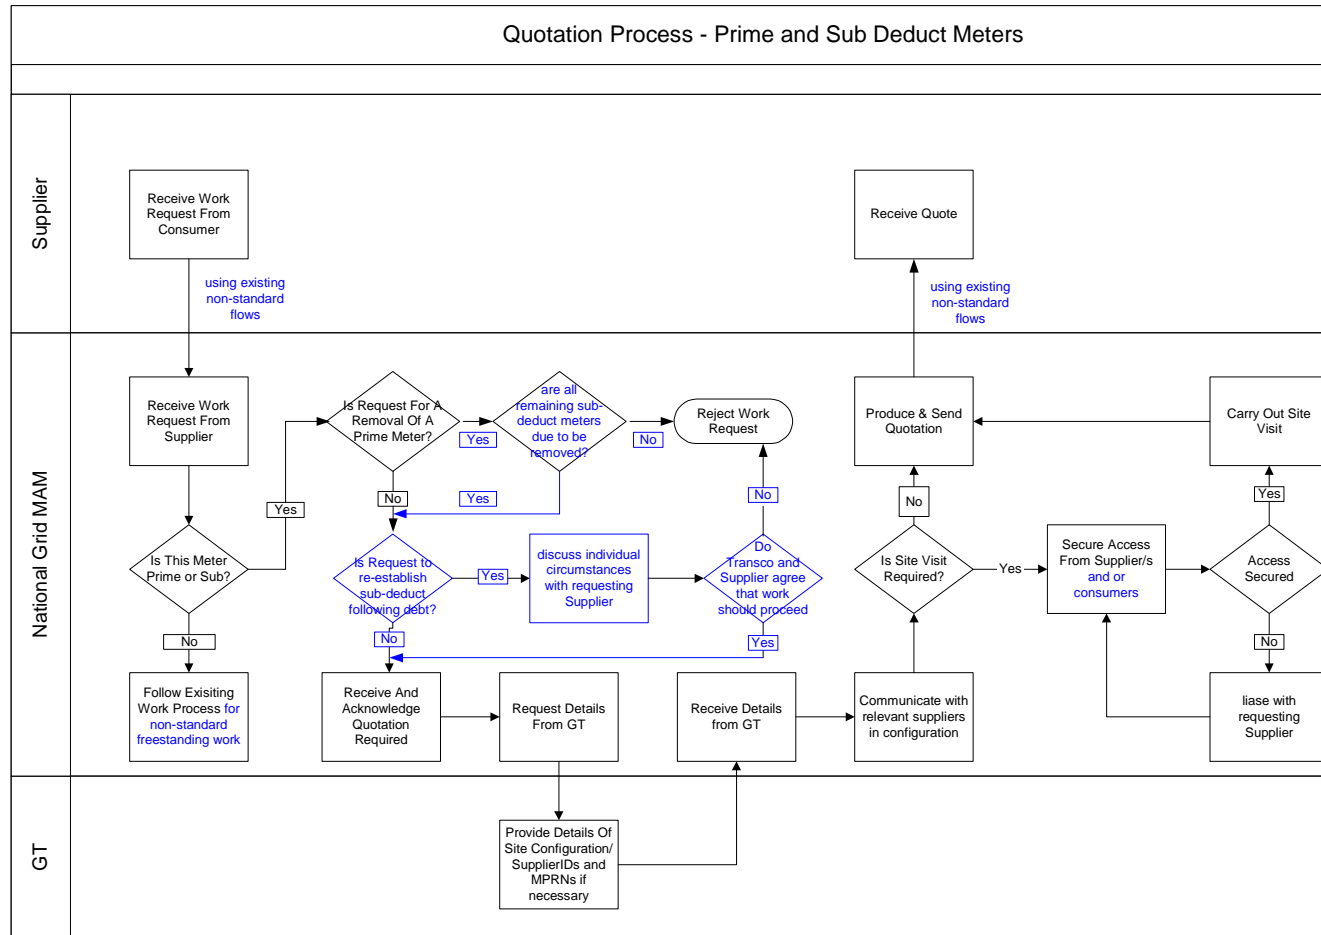 Quotation Process - Prime and Sub Deduct Meters
Supplier
Receive Work
Request From
Consumer
Receive Quote
using existing
non-standard
flows
using existing
non-standard
flows
National Grid MAM
Receive Work
Request From
Supplier
Is Request For A
Removal Of A
Prime Meter?
Yes
are all
remaining sub-
deduct meters
due to be
removed?
No
Reject Work
Request
Produce & Send
Quotation
Carry Out Site
Visit
No
Yes
Yes
No
No
Yes
Is This Meter
Prime or Sub?
Is Request to
re-establish
sub-deduct
following debt?
Yes
discuss individual
circumstances
with requesting
Supplier
Do
Transco and
Supplier agree
that work
should proceed
Is Site Visit
Required?
Yes
Secure Access
From Supplier/s
and or
consumers
Access
Secured
No
No
Yes
No
Follow Exisiting
Work Process for
non-standard
freestanding work
Receive And
Acknowledge
Quotation
Required
Request Details
From GT
Receive Details
from GT
Communicate with
relevant suppliers
in configuration
liase with
requesting
Supplier
GT
Provide Details Of
Site Configuration/
SupplierIDs and
MPRNs if
necessary